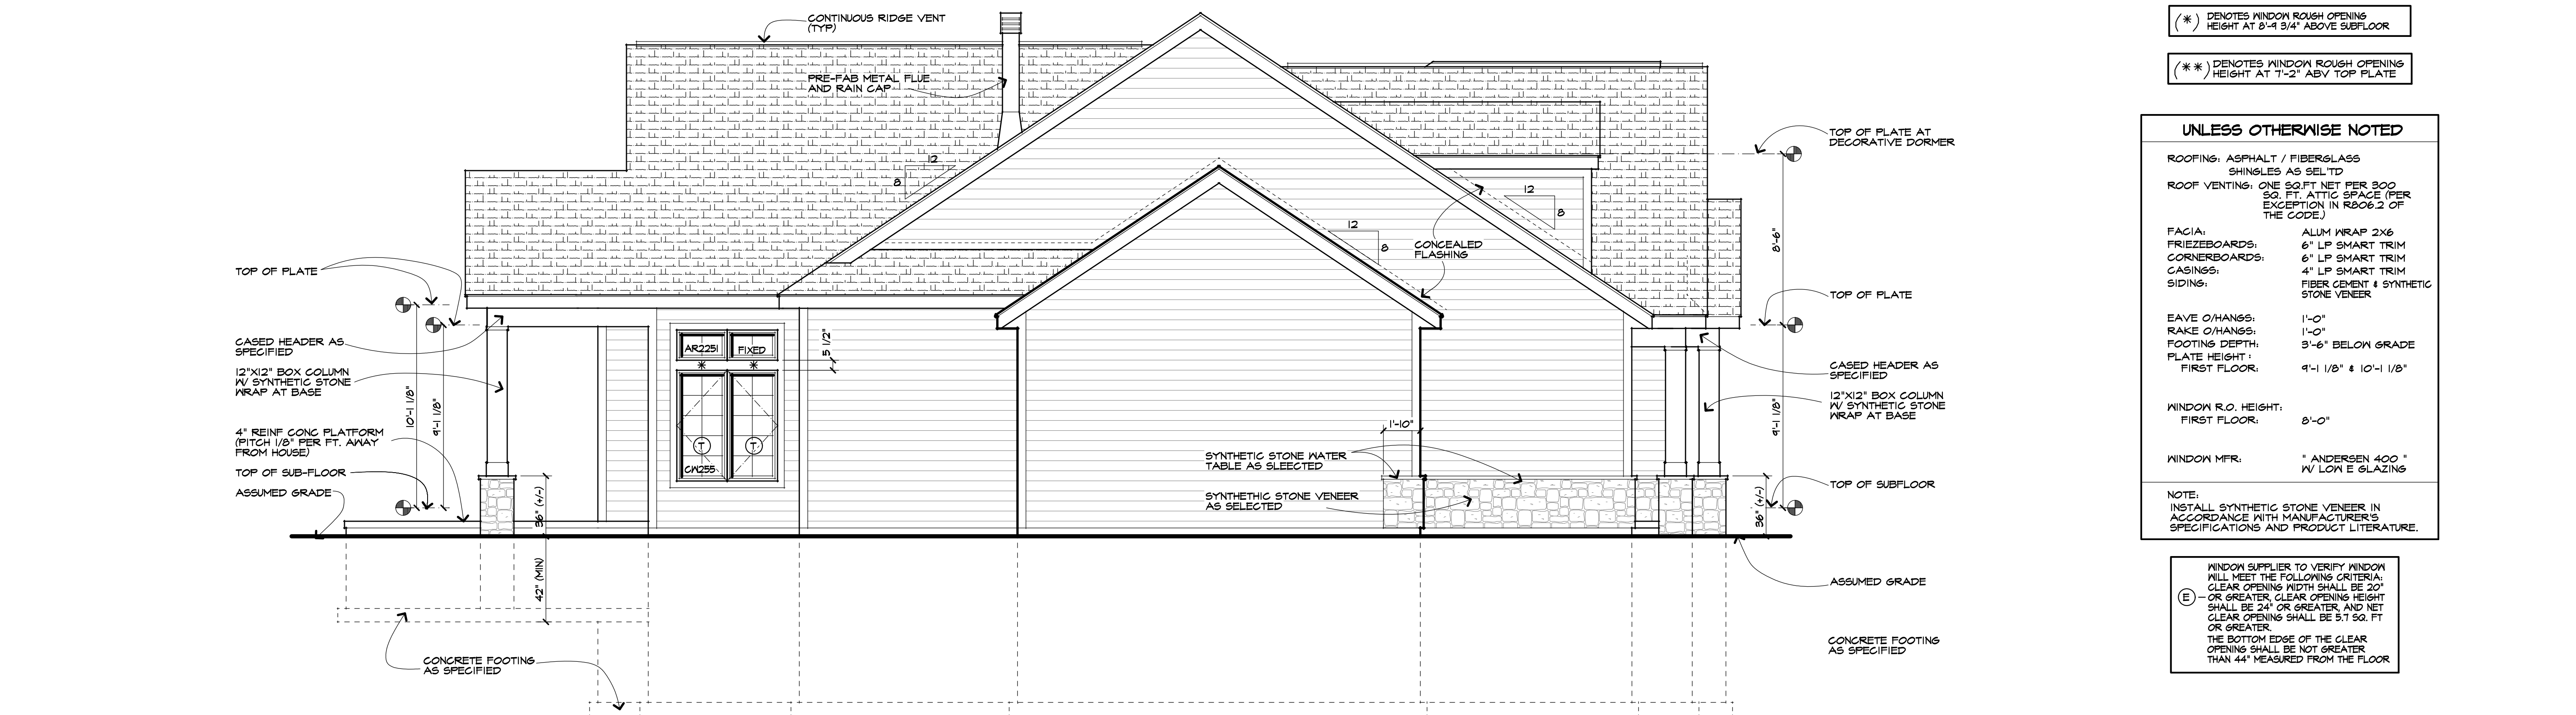 CONTINUOUS RIDGE VENT
(TYP)
PRE-FAB METAL FLUE
AND RAIN CAP
12
8
12
8
12
8
CONCEALED
FLASHING
TOP OF PLATE
CASED HEADER AS
SPECIFIED
12"X12" BOX COLUMN
W/ SYNTHETIC STONE
WRAP AT BASE
4" REINF CONC PLATFORM
(PITCH 1/8" PER FT. AWAY
FROM HOUSE)
TOP OF SUB-FLOOR
ASSUMED GRADE
10'-1 1/8"
9'-1 1/8"
36" (+/-)
42" (MIN)
CONCRETE FOOTING
AS SPECIFIED
AR2251
FIXED
*
*
5 1/2"
T
T
CW255
1'-10"
SYNTHETIC STONE WATER
TABLE AS SLEECTED
SYNTHETHIC STONE VENEER
AS SELECTED
TOP OF PLATE AT
DECORATIVE DORMER
8'-6"
TOP OF PLATE
CASED HEADER AS
SPECIFIED
12"X12" BOX COLUMN
W/ SYNTHETIC STONE
WRAP AT BASE
9'-1 1/8"
TOP OF SUBFLOOR
36" (+/-)
ASSUMED GRADE
CONCRETE FOOTING
AS SPECIFIED
(*) DENOTES WINDOW ROUGH OPENING
HEIGHT AT 8'-9 3/4" ABOVE SUBFLOOR
(**) DENOTES WINDOW ROUGH OPENING
HEIGHT AT 7'-2" ABV TOP PLATE
UNLESS OTHERWISE NOTED
ROOFING: ASPHALT / FIBERGLASS
SHINGLES AS SEL'TD
ROOF VENTING: ONE SQ.FT NET PER 300
SQ. FT. ATTIC SPACE (PER
EXCEPTION IN R806.2 OF
THE CODE.)
FACIA: ALUM WRAP 2X6
FRIEZEBOARDS: 6" LP SMART TRIM
CORNERBOARDS: 6" LP SMART TRIM
CASINGS: 4" LP SMART TRIM
SIDING: FIBER CEMENT & SYNTHETIC
STONE VENEER
EAVE O/HANGS: 1'-0"
RAKE O/HANGS: 1'-0"
FOOTING DEPTH: 3'-6" BELOW GRADE
PLATE HEIGHT :
FIRST FLOOR: 9'-1 1/8" & 10'-1 1/8"
WINDOW R.O. HEIGHT:
FIRST FLOOR: 8'-0"
WINDOW MFR: " ANDERSEN 400 "
W/ LOW E GLAZING
NOTE:
INSTALL SYNTHETIC STONE VENEER IN
ACCORDANCE WITH MANUFACTURER'S
SPECIFICATIONS AND PRODUCT LITERATURE.
WINDOW SUPPLIER TO VERIFY WINDOW
WILL MEET THE FOLLOWING CRITERIA:
CLEAR OPENING WIDTH SHALL BE 20"
E - OR GREATER, CLEAR OPENING HEIGHT
SHALL BE 24" OR GREATER, AND NET
CLEAR OPENING SHALL BE 5.7 SQ. FT
OR GREATER.
THE BOTTOM EDGE OF THE CLEAR
OPENING SHALL BE NOT GREATER
THAN 44" MEASURED FROM THE FLOOR